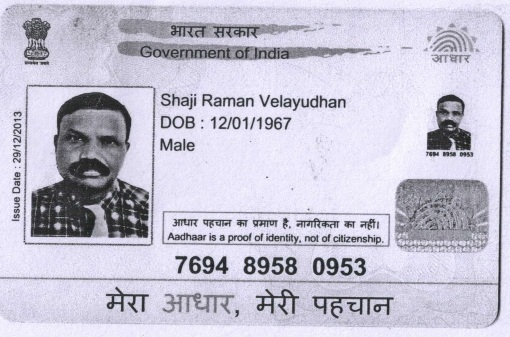 भारत सरकार
Government of India
आधार
Shaji Raman Velayudhan
DOB : 12/01/1967
Male
Issue Date : 29/12/2013
7694 8958 0953
आधार पहचान का प्रमाण है, नागरिकता का नहीं।
Aadhaar is a proof of identity, not of citizenship.
7694 8958 0953
मेरा आधार, मेरी पहचान